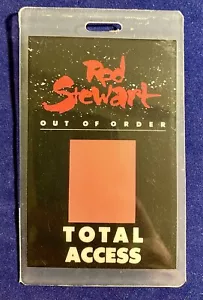 Rod
Stewart
OUT OF ORDER
TOTAL
ACCESS